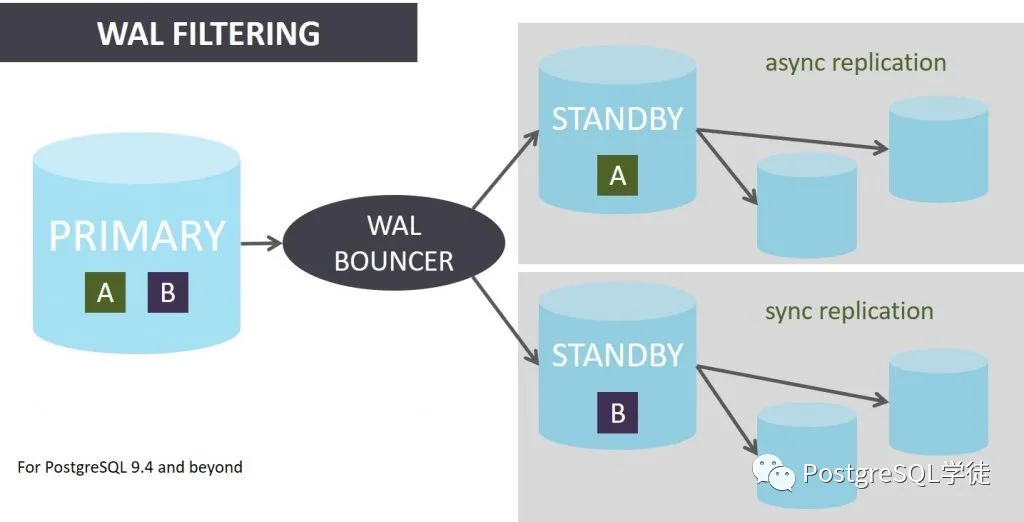 WAL FILTERING
PRIMARY
A
B
WAL
BOUNCER
async replication
STANDBY
A
sync replication
STANDBY
B
For PostgreSQL 9.4 and beyond
PostgreSQL学徒